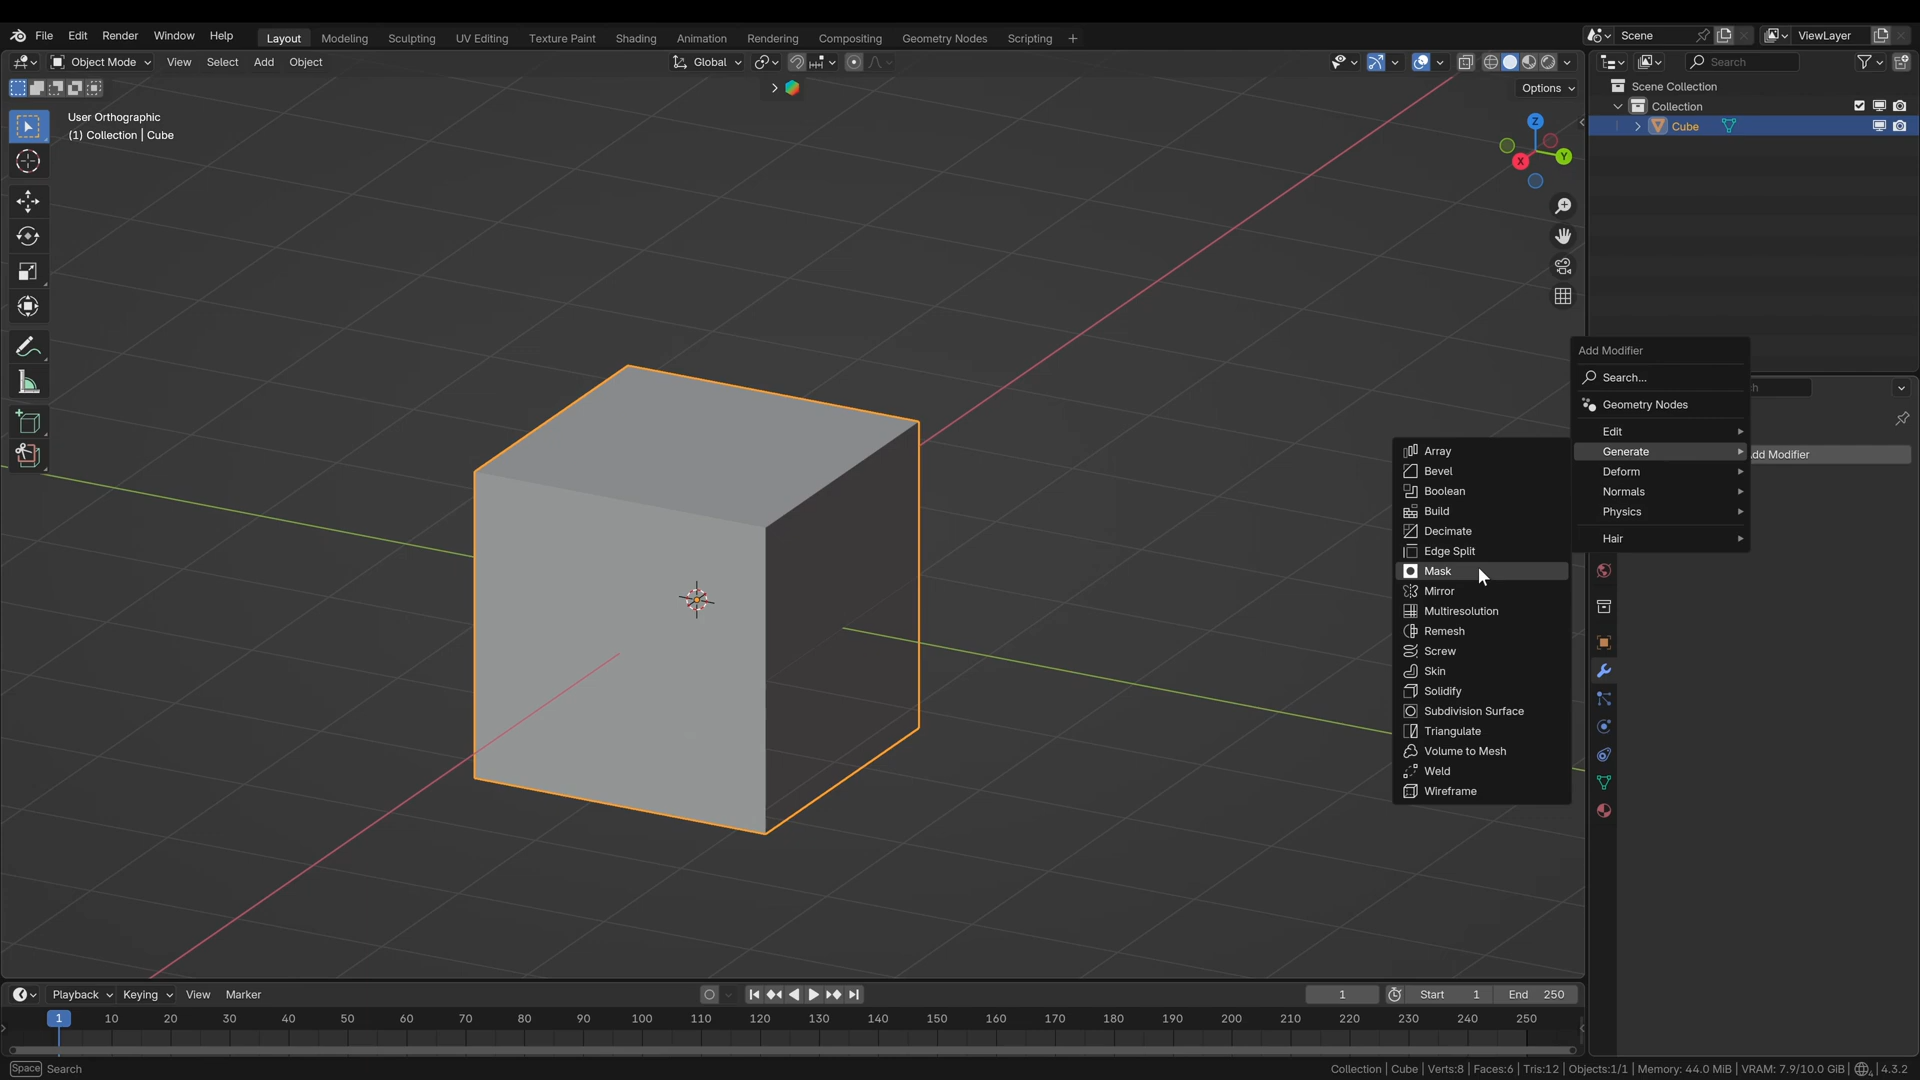 File Edit Render Window Help Layout Modeling Sculpting UV Editing Texture Paint Shading Animation Rendering Compositing Geometry Nodes Scripting + Scene ViewLayer
Object Mode View Select Add Object Global Search
Options
User Orthographic
(1) Collection | Cube
Z
Y
X
Scene Collection
Collection
Cube
Add Modifier
Search...
Geometry Nodes
Edit
Generate
Deform
Normals
Physics
Hair
dd Modifier
Array
Bevel
Boolean
Build
Decimate
Edge Split
Mask
Mirror
Multiresolution
Remesh
Screw
Skin
Solidify
Subdivision Surface
Triangulate
Volume to Mesh
Weld
Wireframe
Playback Keying View Marker 1 Start 1 End 250
1 10 20 30 40 50 60 70 80 90 100 110 120 130 140 150 160 170 180 190 200 210 220 230 240 250
Space Search Collection | Cube | Verts:8 | Faces:6 | Tris:12 | Objects:1/1 | Memory: 44.0 MiB | VRAM: 7.9/10.0 GiB | 4.3.2